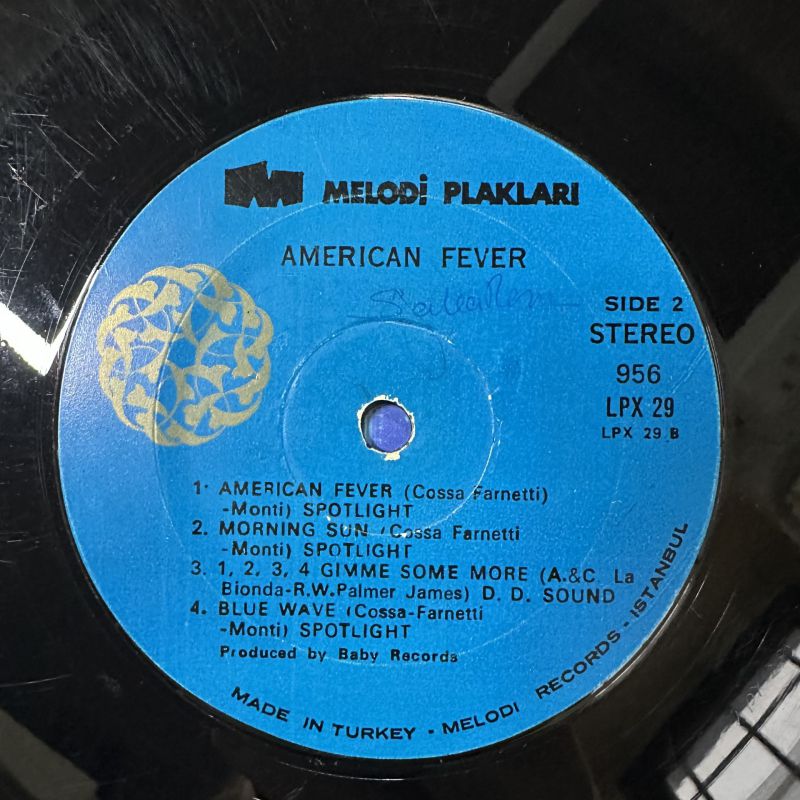 MELODİ PLAKLARI
AMERICAN FEVER
SIDE 2
STEREO
956
LPX 29
LPX 29 B
1. AMERICAN FEVER (Cossa Farnetti)
-Monti) SPOTLIGHT
2. MORNING SUN (Cossa Farnetti
-Monti) SPOTLIGHT
3. 1, 2, 3, 4 GIMME SOME MORE (A.&C. La
Bionda-R.W.Palmer James) D. D. SOUND
4. BLUE WAVE (Cossa-Farnetti
-Monti) SPOTLIGHT
Produced by Baby Records
MADE IN TURKEY - MELODI RECORDS - ISTANBUL